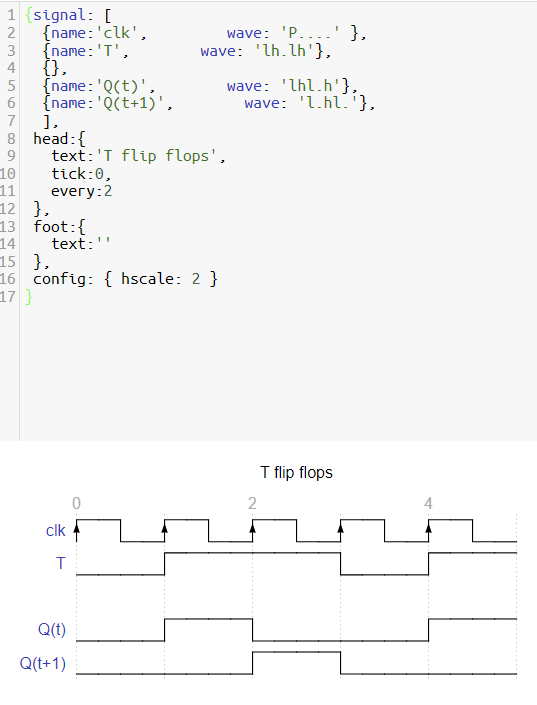 1 {signal: [
2 {name:'clk', wave: 'P....' },
3 {name:'T', wave: 'lh.lh'},
4 {},
5 {name:'Q(t)', wave: 'lhl.h'},
6 {name:'Q(t+1)', wave: 'l.hl.'},
7 ],
8 head:{
9 text:'T flip flops',
10 tick:0,
11 every:2
12 },
13 foot:{
14 text:''
15 },
16 config: { hscale: 2 }
17 }
T flip flops
0 2 4
clk
T
Q(t)
Q(t+1)